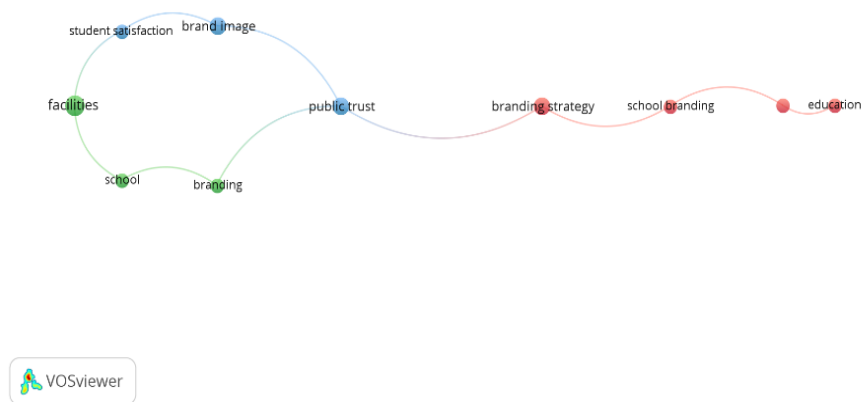 student satisfaction
brand image
facilities
public trust
branding strategy
school branding
education
school
branding
VOSviewer